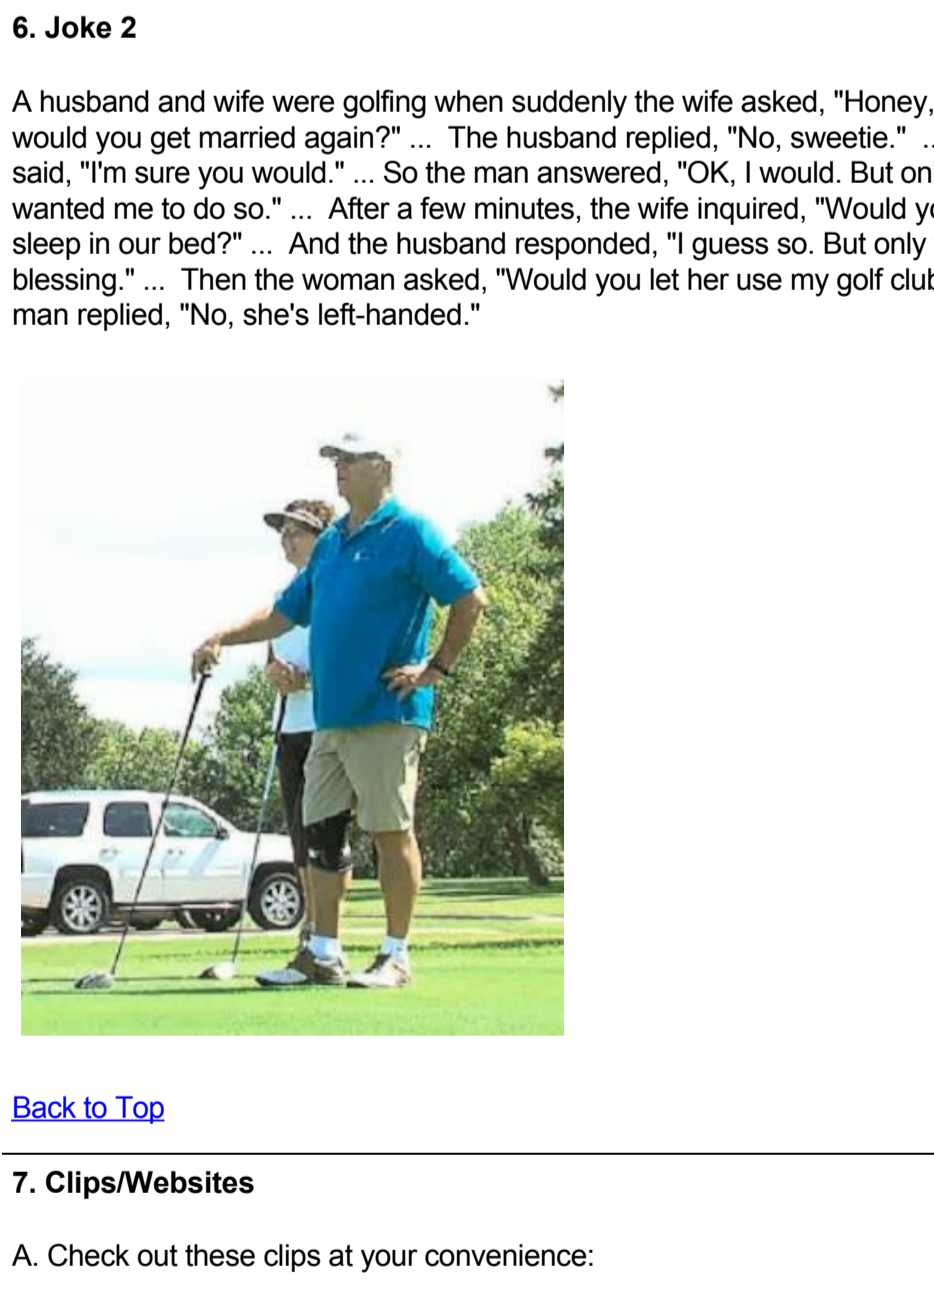 6. Joke 2
A husband and wife were golfing when suddenly the wife asked, "Honey,
would you get married again?" ... The husband replied, "No, sweetie." ..
said, "I'm sure you would." ... So the man answered, "OK, I would. But
wanted me to do so." ... After a few minutes, the wife inquired, "Would
sleep in our bed?" ... And the husband responded, "I guess so. But only
blessing." ... Then the woman asked, "Would you let her use my golf
man replied, "No, she's left-handed."
Back to Top
7. Clips/Websites
A. Check out these clips at your convenience: